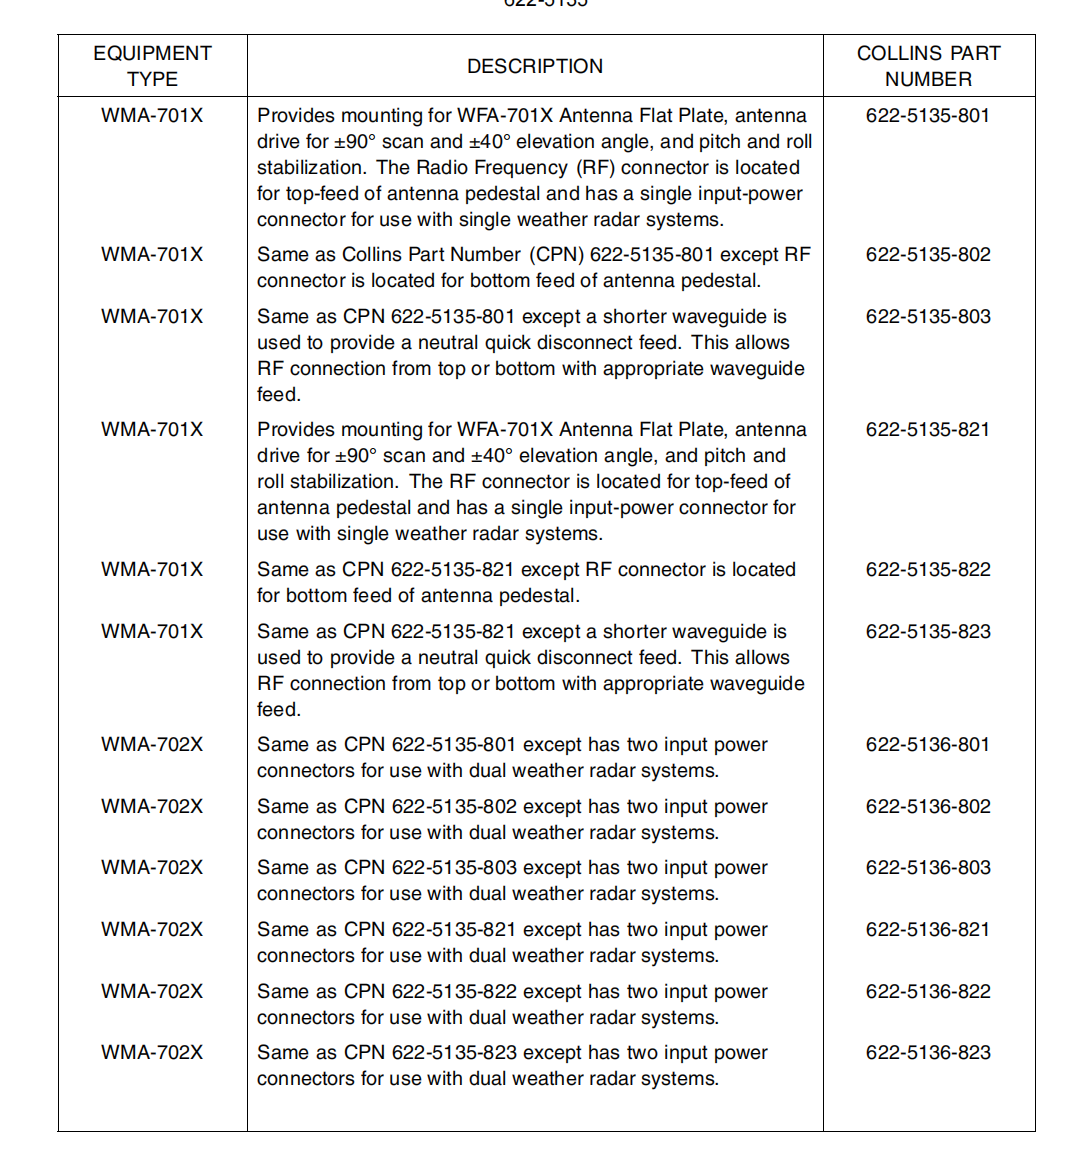 EQUIPMENT
TYPE
DESCRIPTION
COLLINS PART
NUMBER
WMA-701X
Provides mounting for WFA-701X Antenna Flat Plate, antenna
drive for ±90° scan and ±40° elevation angle, and pitch and roll
stabilization. The Radio Frequency (RF) connector is located
for top-feed of antenna pedestal and has a single input-power
connector for use with single weather radar systems.
622-5135-801
WMA-701X
Same as Collins Part Number (CPN) 622-5135-801 except RF
connector is located for bottom feed of antenna pedestal.
622-5135-802
WMA-701X
Same as CPN 622-5135-801 except a shorter waveguide is
used to provide a neutral quick disconnect feed. This allows
RF connection from top or bottom with appropriate waveguide
feed.
622-5135-803
WMA-701X
Provides mounting for WFA-701X Antenna Flat Plate, antenna
drive for ±90° scan and ±40° elevation angle, and pitch and
roll stabilization. The RF connector is located for top-feed of
antenna pedestal and has a single input-power connector for
use with single weather radar systems.
622-5135-821
WMA-701X
Same as CPN 622-5135-821 except RF connector is located
for bottom feed of antenna pedestal.
622-5135-822
WMA-701X
Same as CPN 622-5135-821 except a shorter waveguide is
used to provide a neutral quick disconnect feed. This allows
RF connection from top or bottom with appropriate waveguide
feed.
622-5135-823
WMA-702X
Same as CPN 622-5135-801 except has two input power
connectors for use with dual weather radar systems.
622-5136-801
WMA-702X
Same as CPN 622-5135-802 except has two input power
connectors for use with dual weather radar systems.
622-5136-802
WMA-702X
Same as CPN 622-5135-803 except has two input power
connectors for use with dual weather radar systems.
622-5136-803
WMA-702X
Same as CPN 622-5135-821 except has two input power
connectors for use with dual weather radar systems.
622-5136-821
WMA-702X
Same as CPN 622-5135-822 except has two input power
connectors for use with dual weather radar systems.
622-5136-822
WMA-702X
Same as CPN 622-5135-823 except has two input power
connectors for use with dual weather radar systems.
622-5136-823